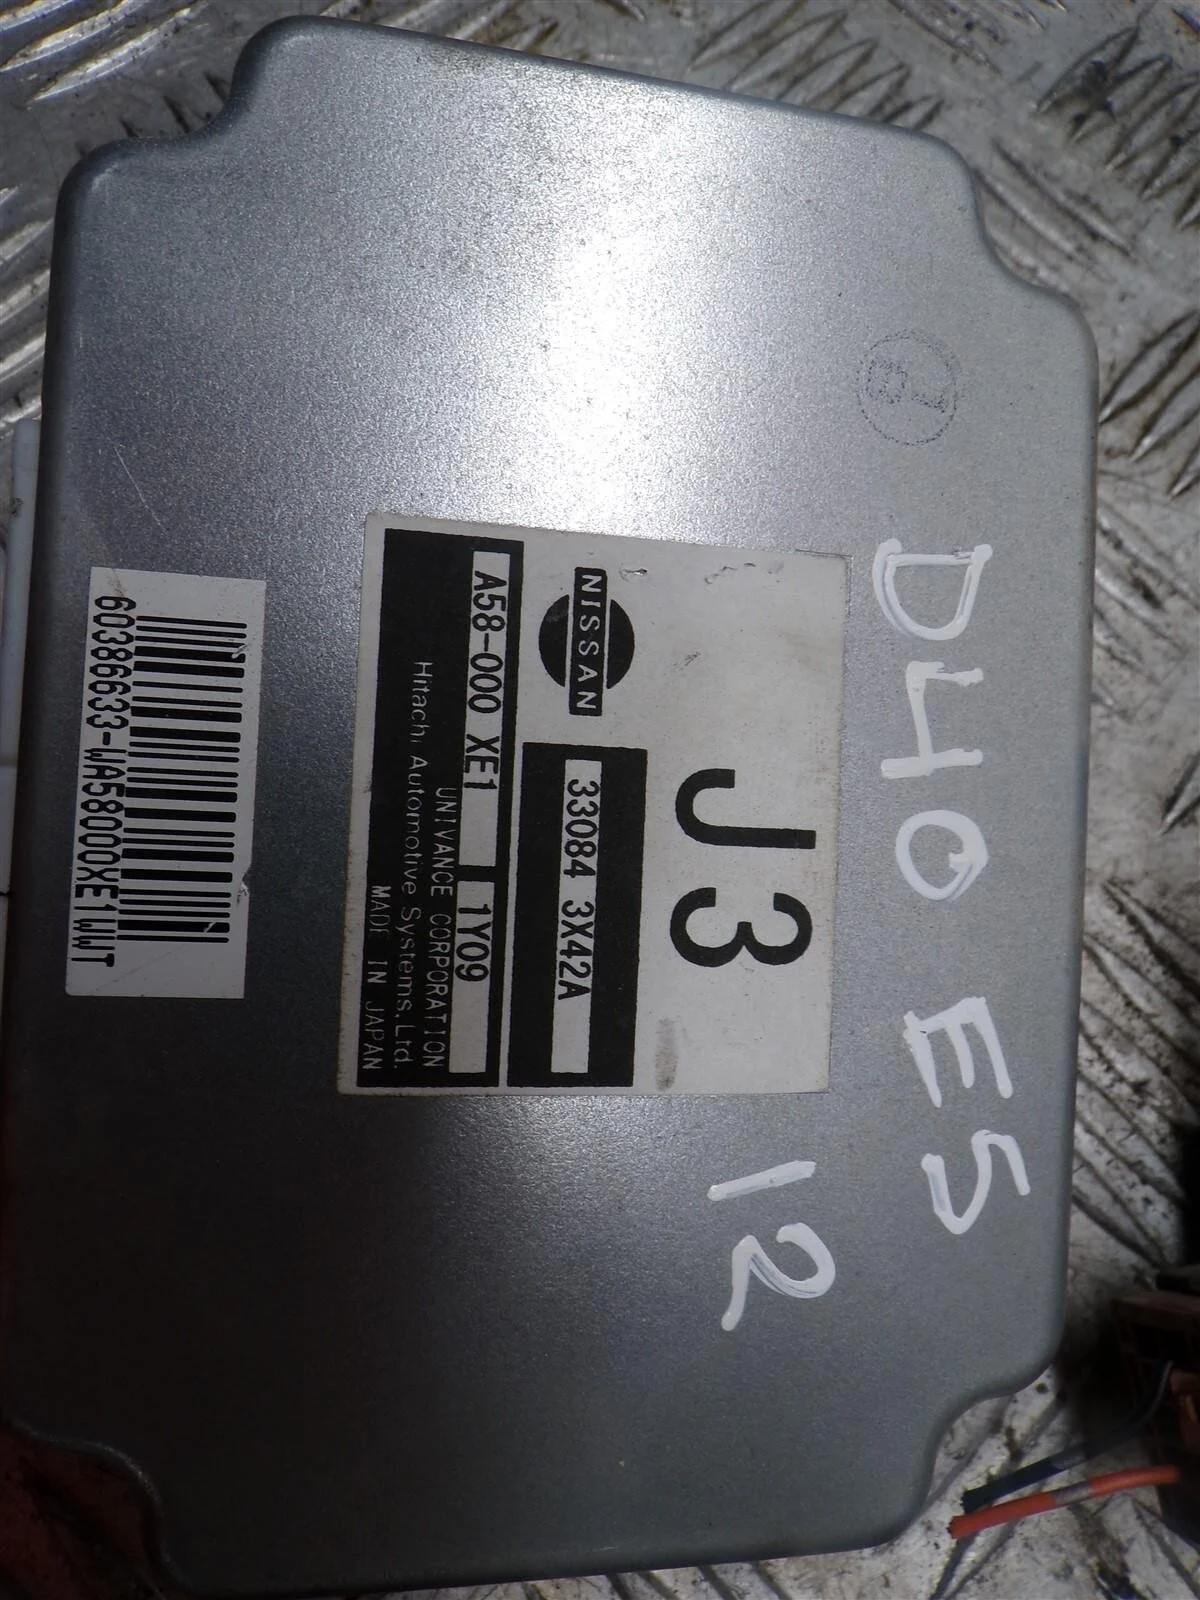 D40 E5
12
J3
NISSAN
33084 3X42A
A58-000 XE1 1Y09
UNIVANCE CORPORATION
Hitachi Automotive Systems,Ltd.
MADE IN JAPAN
60386633-WA58000XE1WWT